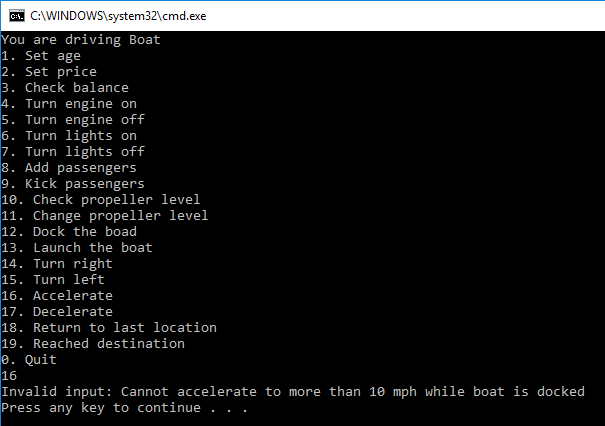 C:\WINDOWS\system32\cmd.exe
You are driving Boat
1. Set age
2. Set price
3. Check balance
4. Turn engine on
5. Turn engine off
6. Turn lights on
7. Turn lights off
8. Add passengers
9. Kick passengers
10. Check propeller level
11. Change propeller level
12. Dock the boad
13. Launch the boat
14. Turn right
15. Turn left
16. Accelerate
17. Decelerate
18. Return to last location
19. Reached destination
0. Quit
16
Invalid input: Cannot accelerate to more than 10 mph while boat is docked
Press any key to continue . . .